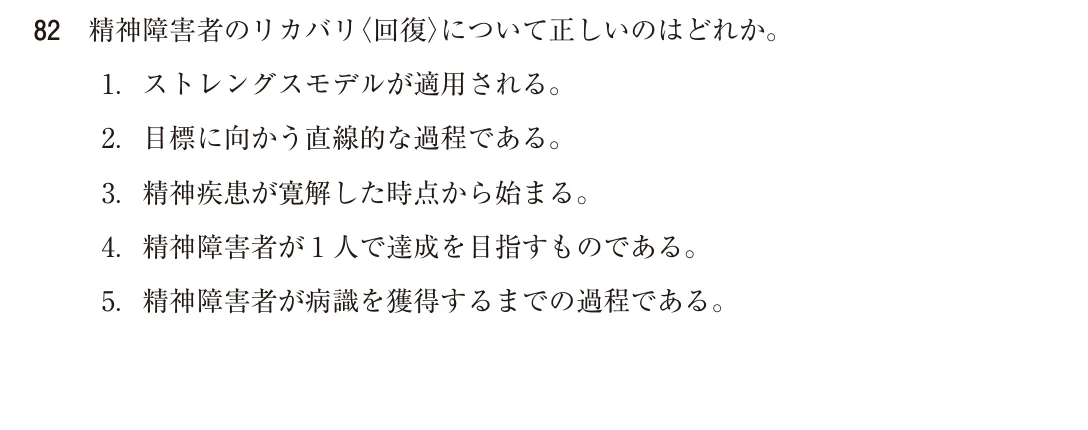 82 精神障害者のリカバリ〈回復〉について正しいのはどれか。
1. ストレングスモデルが適用される。
2. 目標に向かう直線的な過程である。
3. 精神疾患が寛解した時点から始まる。
4. 精神障害者が1人で達成を目指すものである。
5. 精神障害者が病識を獲得するまでの過程である。